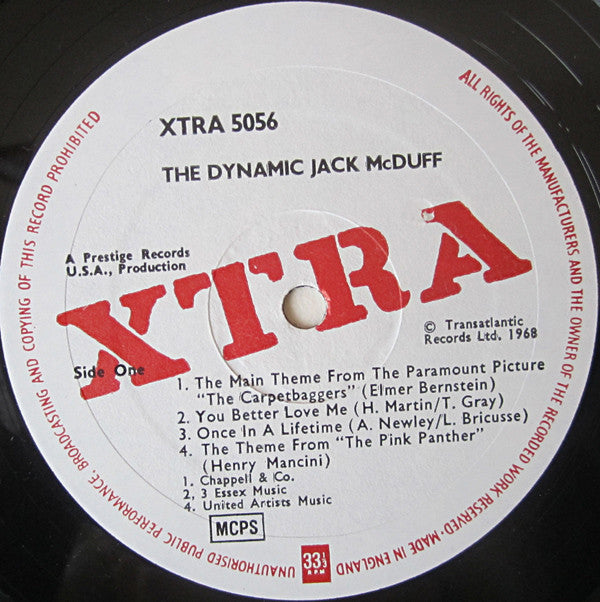 XTRA 5056
THE DYNAMIC JACK McDUFF
A Prestige Records
U.S.A., Production
XTRA
© Transatlantic
Records Ltd. 1968
Side One
1. The Main Theme From The Paramount Picture
"The Carpetbaggers" (Elmer Bernstein)
2. You Better Love Me (H. Martin/T. Gray)
3. Once In A Lifetime (A. Newley/L. Bricusse)
4. The Theme From "The Pink Panther"
(Henry Mancini)
1. Chappell & Co.
2, 3 Essex Music
4. United Artists Music
MCPS
33⅓
RPM
ALL RIGHTS OF THE MANUFACTURERS AND THE OWNER OF THE RECORDED WORK RESERVED-MADE IN ENGLAND
UNAUTHORISED PUBLIC PERFORMANCE, BROADCASTING AND COPYING OF THIS RECORD PROHIBITED